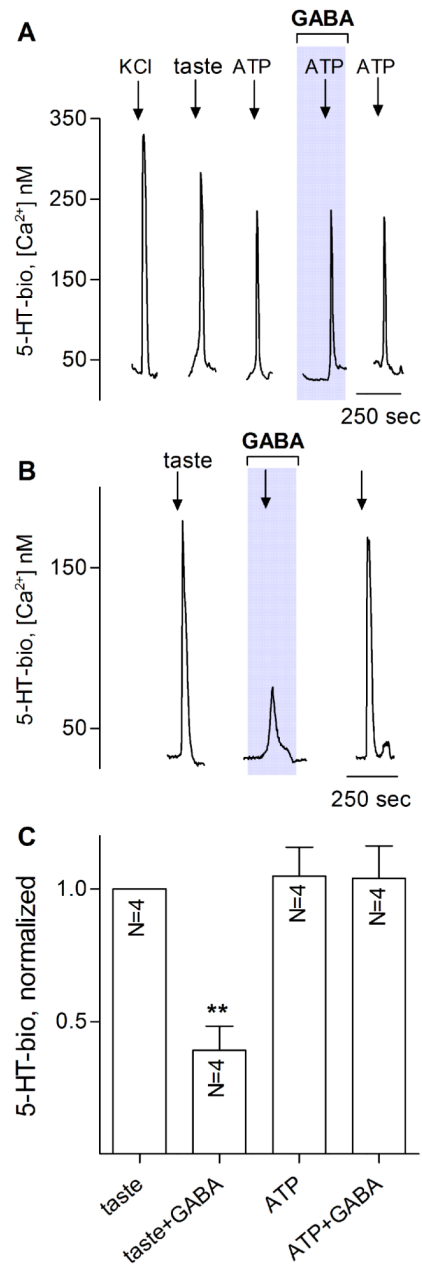 A
GABA
KCl taste ATP ATP ATP
350
250
150
50
5-HT-bio, [Ca²⁺] nM
250 sec
B
GABA
taste
150
50
5-HT-bio, [Ca²⁺] nM
250 sec
C
1.0
0.5
5-HT-bio, normalized
N=4
**
N=4
N=4
N=4
taste
taste+GABA
ATP
ATP+GABA